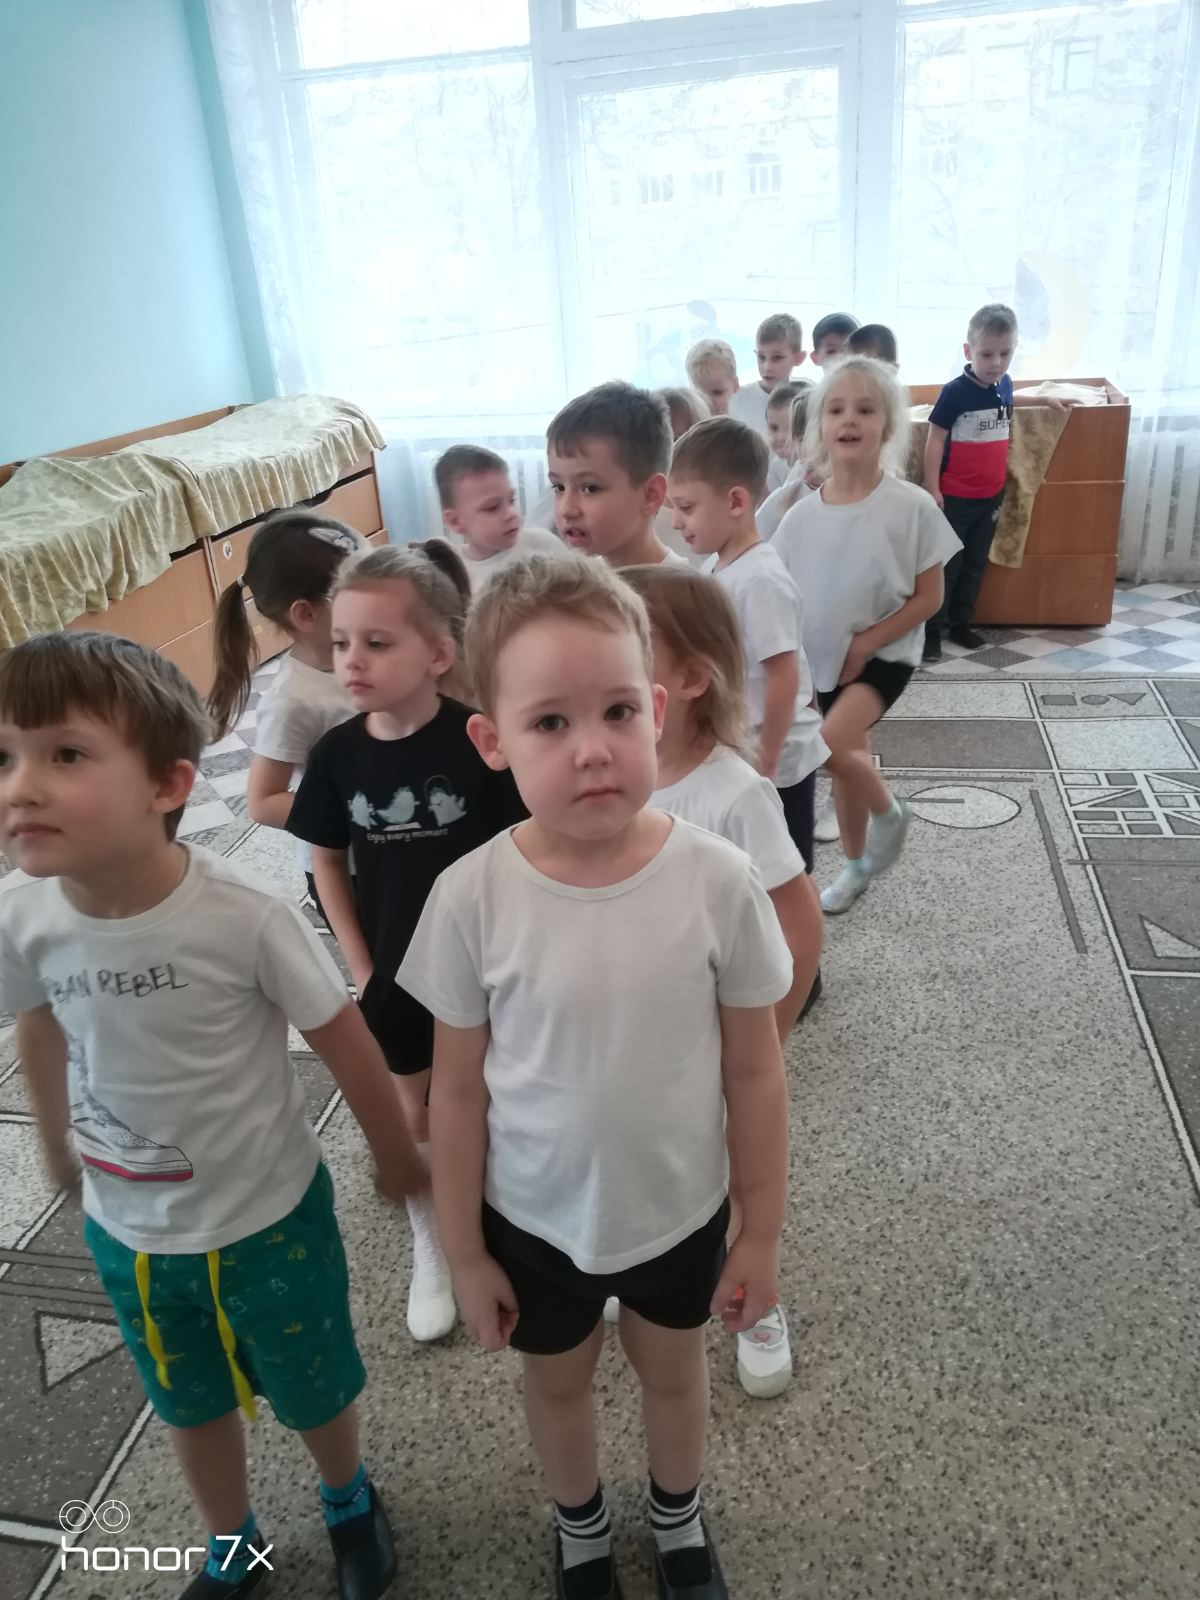 SUPE
Enjoy every moment
BAN REBEL
honor 7x